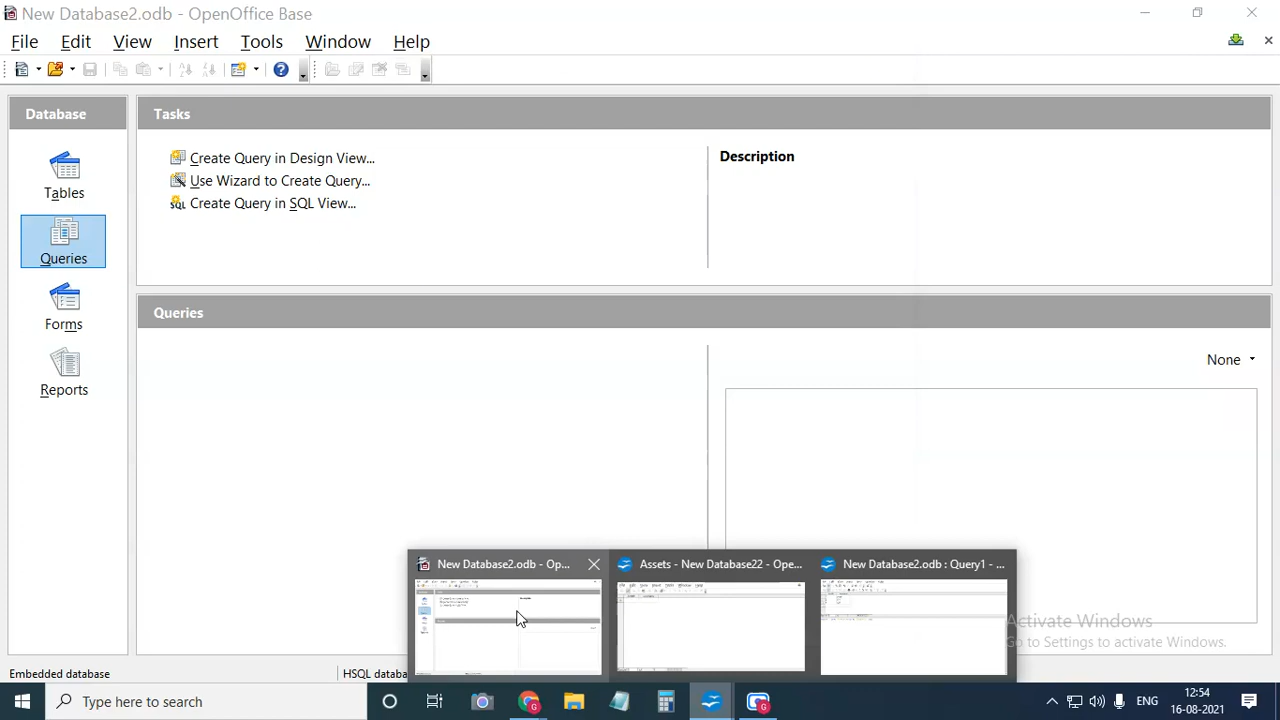 New Database2.odb - OpenOffice Base
File Edit View Insert Tools Window Help
Database
Tables
Queries
Forms
Reports
Tasks
Create Query in Design View...
Use Wizard to Create Query...
SQL Create Query in SQL View...
Description
Queries
None
New Database2.odb - Op...
Assets - New Database22 - Ope...
New Database2.odb : Query1 - ...
Activate Windows
Go to Settings to activate Windows.
Embedded database
HSQL databa
Type here to search
ENG
12:54
16-08-2021